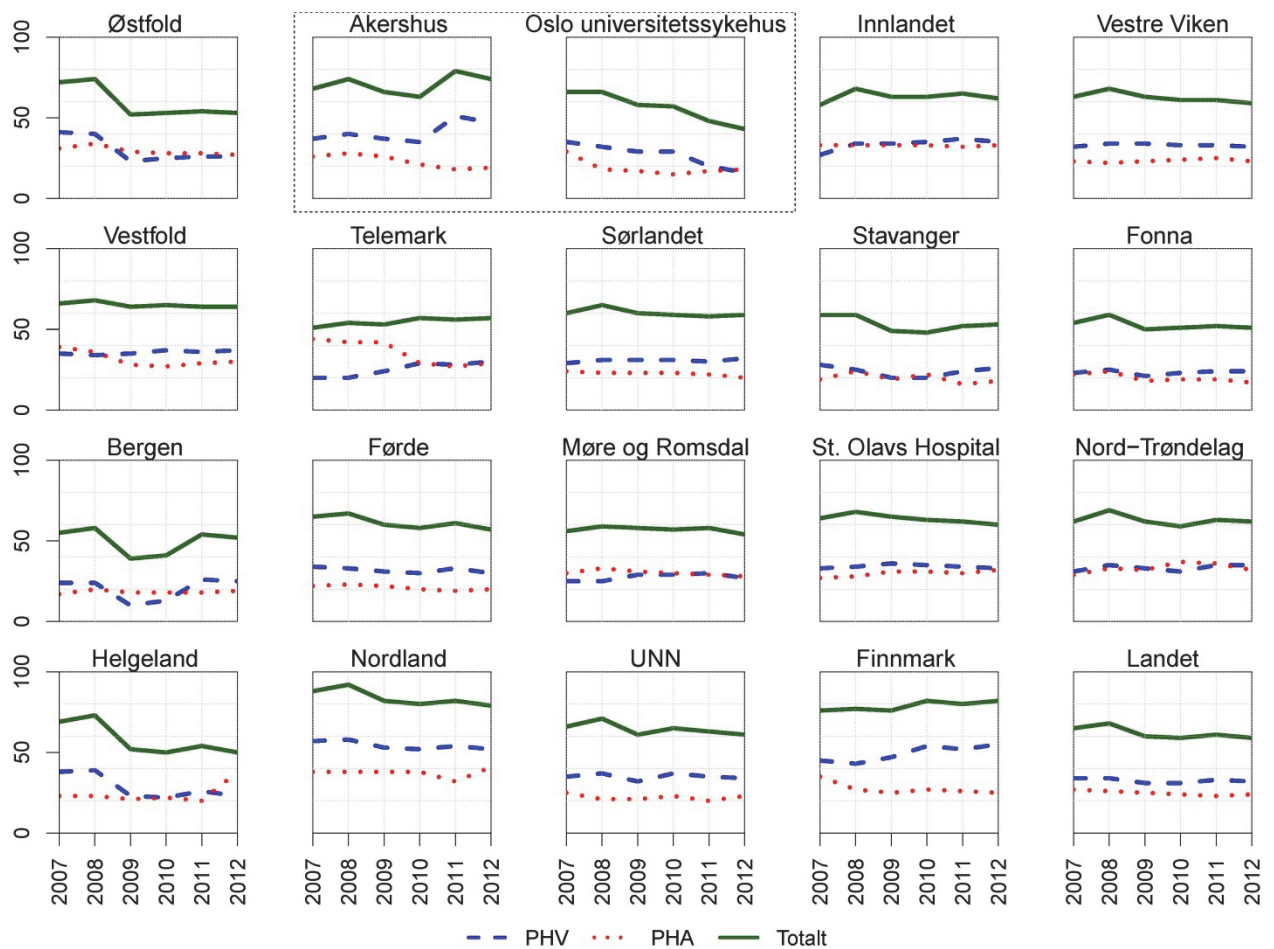 Østfold Akershus Oslo universitetssykehus Innlandet Vestre Viken
100
50
0
Vestfold Telemark Sørlandet Stavanger Fonna
100
50
0
Bergen Førde Møre og Romsdal St. Olavs Hospital Nord−Trøndelag
100
50
0
Helgeland Nordland UNN Finnmark Landet
100
50
0
2007 2008 2009 2010 2011 2012 2007 2008 2009 2010 2011 2012 2007 2008 2009 2010 2011 2012 2007 2008 2009 2010 2011 2012 2007 2008 2009 2010 2011 2012
PHV PHA Totalt